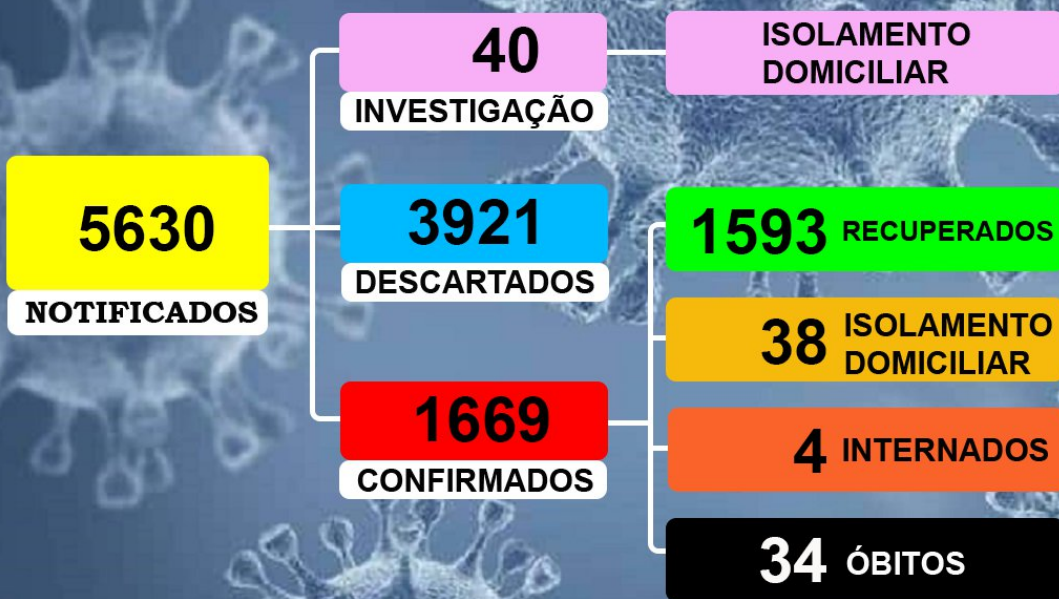 5630
NOTIFICADOS
40
INVESTIGAÇÃO
ISOLAMENTO
DOMICILIAR
3921
DESCARTADOS
1669
CONFIRMADOS
1593 RECUPERADOS
38 ISOLAMENTO
DOMICILIAR
4 INTERNADOS
34 ÓBITOS